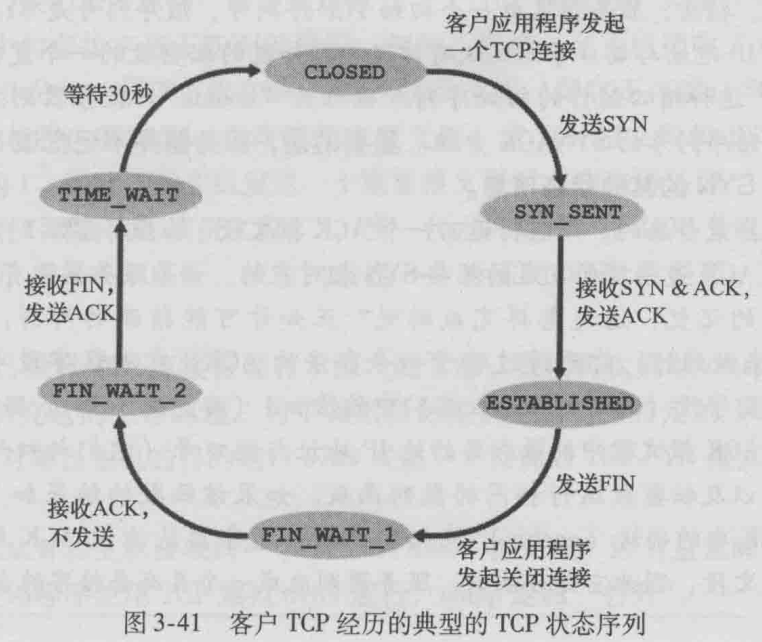 客户应用程序发起
一个TCP连接
CLOSED
等待30秒
发送SYN
TIME_WAIT
SYN_SENT
接收FIN,
发送ACK
接收SYN & ACK,
发送ACK
FIN_WAIT_2
ESTABLISHED
发送FIN
接收ACK,
不发送
FIN_WAIT_1
客户应用程序
发起关闭连接
图 3-41 客户 TCP 经历的典型的 TCP 状态序列